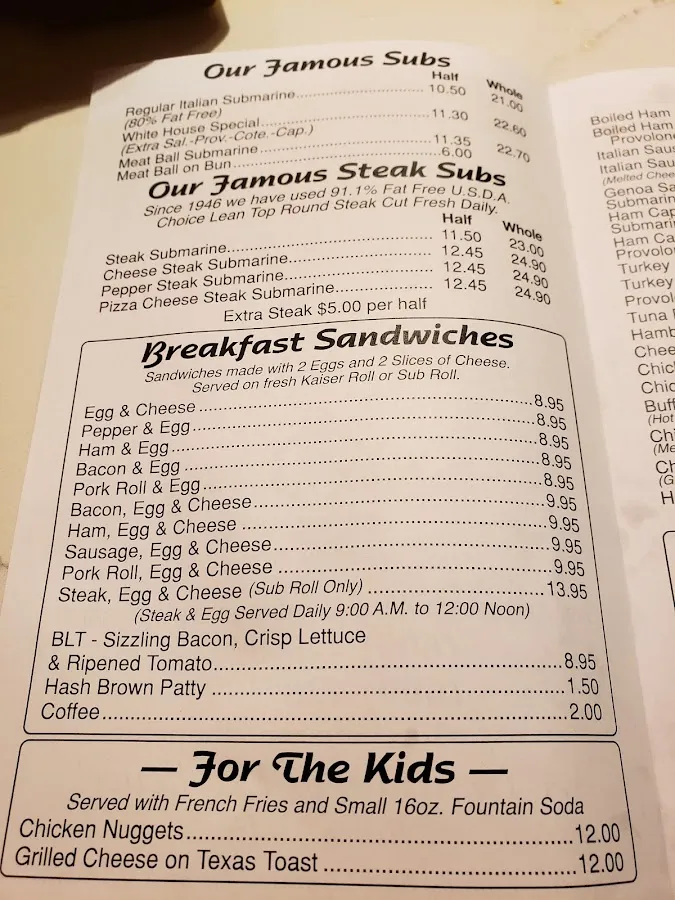 Our Famous Subs
Half Whole
Regular Italian Submarine 10.50 21.00
(80% Fat Free)
White House Special 11.30 22.60
(Extra Sal.-Prov.-Cote.-Cap.)
Meat Ball Submarine 11.35 22.70
Meat Ball on Bun 6.00
Our Famous Steak Subs
Since 1946 we have used 91.1% Fat Free U.S.D.A.
Choice Lean Top Round Steak Cut Fresh Daily.
Half Whole
Steak Submarine 11.50 23.00
Cheese Steak Submarine 12.45 24.90
Pepper Steak Submarine 12.45 24.90
Pizza Cheese Steak Submarine 12.45 24.90
Extra Steak $5.00 per half
Breakfast Sandwiches
Sandwiches made with 2 Eggs and 2 Slices of Cheese.
Served on fresh Kaiser Roll or Sub Roll.
Egg & Cheese 8.95
Pepper & Egg 8.95
Ham & Egg 8.95
Bacon & Egg 8.95
Pork Roll & Egg 8.95
Bacon, Egg & Cheese 9.95
Ham, Egg & Cheese 9.95
Sausage, Egg & Cheese 9.95
Pork Roll, Egg & Cheese 9.95
Steak, Egg & Cheese (Sub Roll Only) 13.95
(Steak & Egg Served Daily 9:00 A.M. to 12:00 Noon)
BLT - Sizzling Bacon, Crisp Lettuce
& Ripened Tomato 8.95
Hash Brown Patty 1.50
Coffee 2.00
— For The Kids —
Served with French Fries and Small 16oz. Fountain Soda
Chicken Nuggets 12.00
Grilled Cheese on Texas Toast 12.00
Boiled Ham
Boiled Ham
Provolone
Italian Saus
Italian Sau
(Melted Chee
Genoa Sa
Submarin
Ham Cap
Submari
Ham Ca
Provolo
Turkey
Turkey
Provol
Tuna
Hamb
Chee
Chic
Chic
Buff
(Hot
Chi
(Me
Ch
(G
H